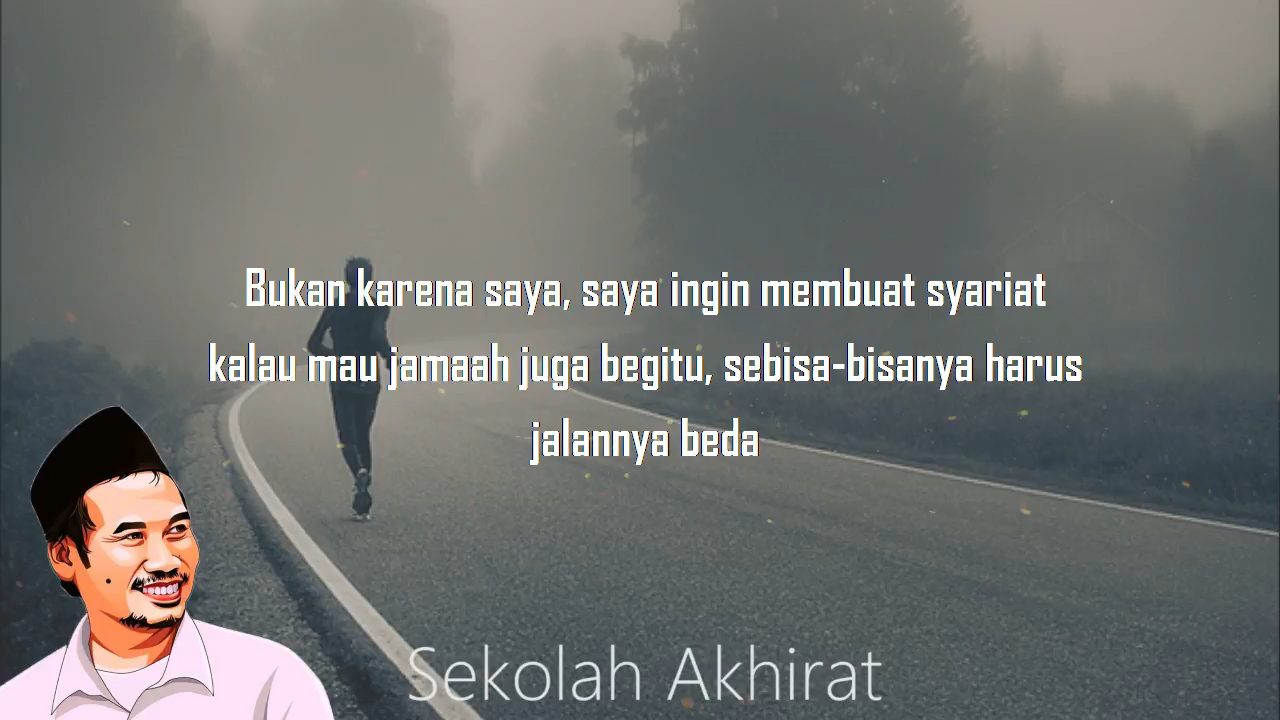 Bukan karena saya, saya ingin membuat syariat
kalau mau jamaah juga begitu, sebisa-bisanya harus
jalannya beda
Sekolah Akhirat